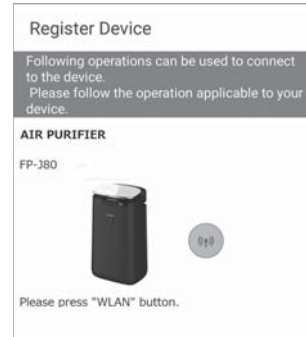 Register Device
Following operations can be used to connect
to the device.
Please follow the operation applicable to your
device.
AIR PURIFIER
FP-J80
Please press "WLAN" button.